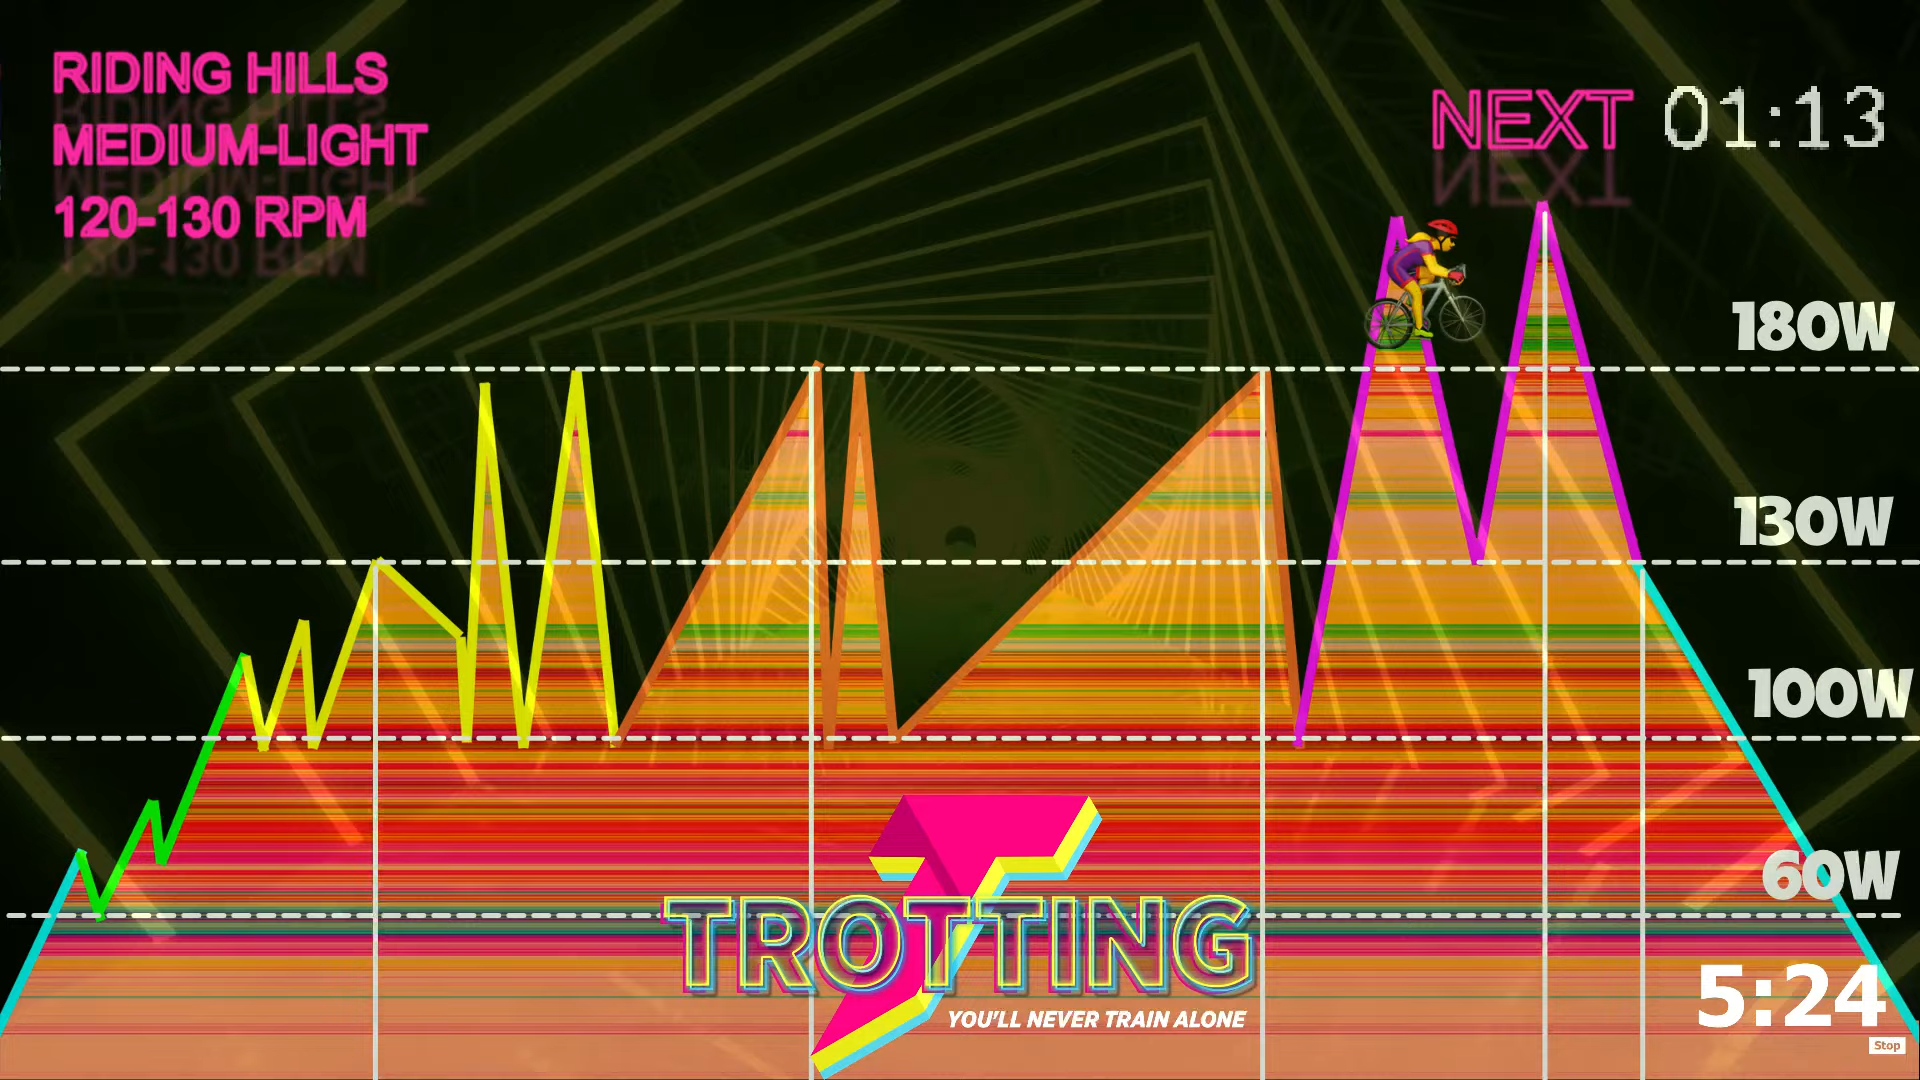 RIDING HILLS
MEDIUM-LIGHT
120-130 RPM
NEXT 01:13
180W
130W
100W
60W
TROTTING
YOU'LL NEVER TRAIN ALONE
5:24
Stop